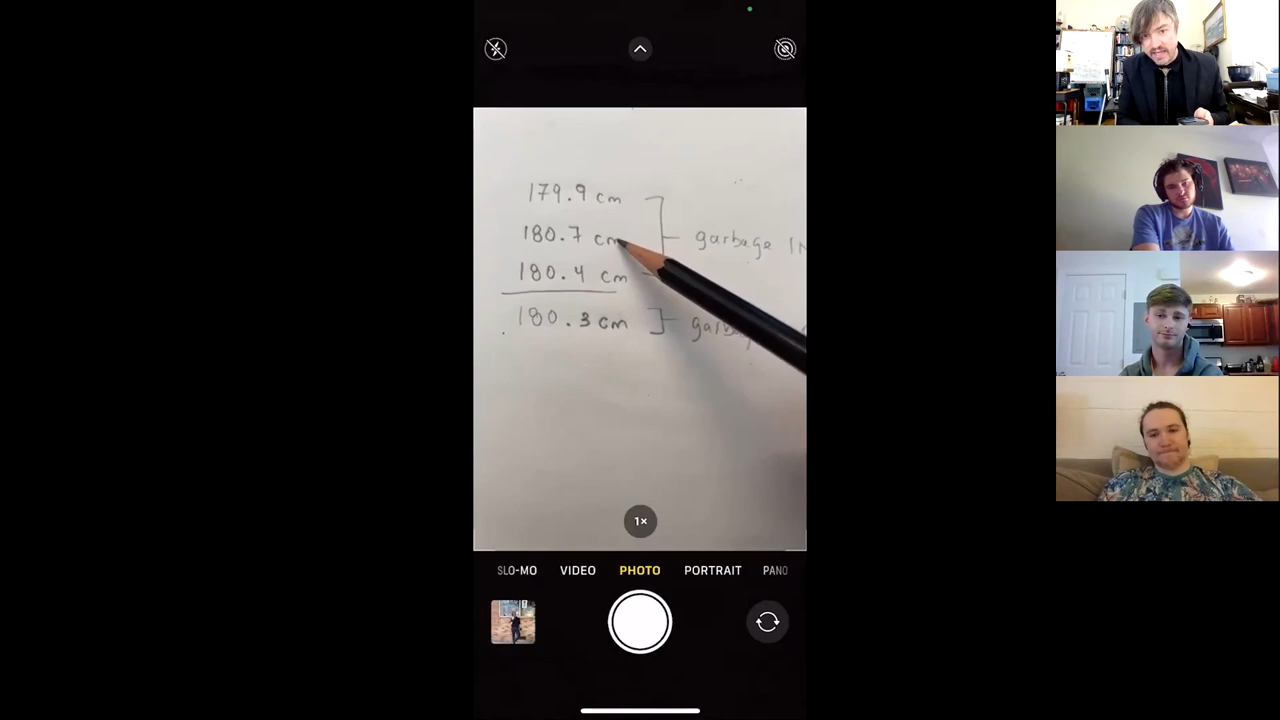 179.9 cm
180.7 cm
garbage IN
180.4 cm
180.3 cm
1×
SLO-MO VIDEO PHOTO PORTRAIT PANO